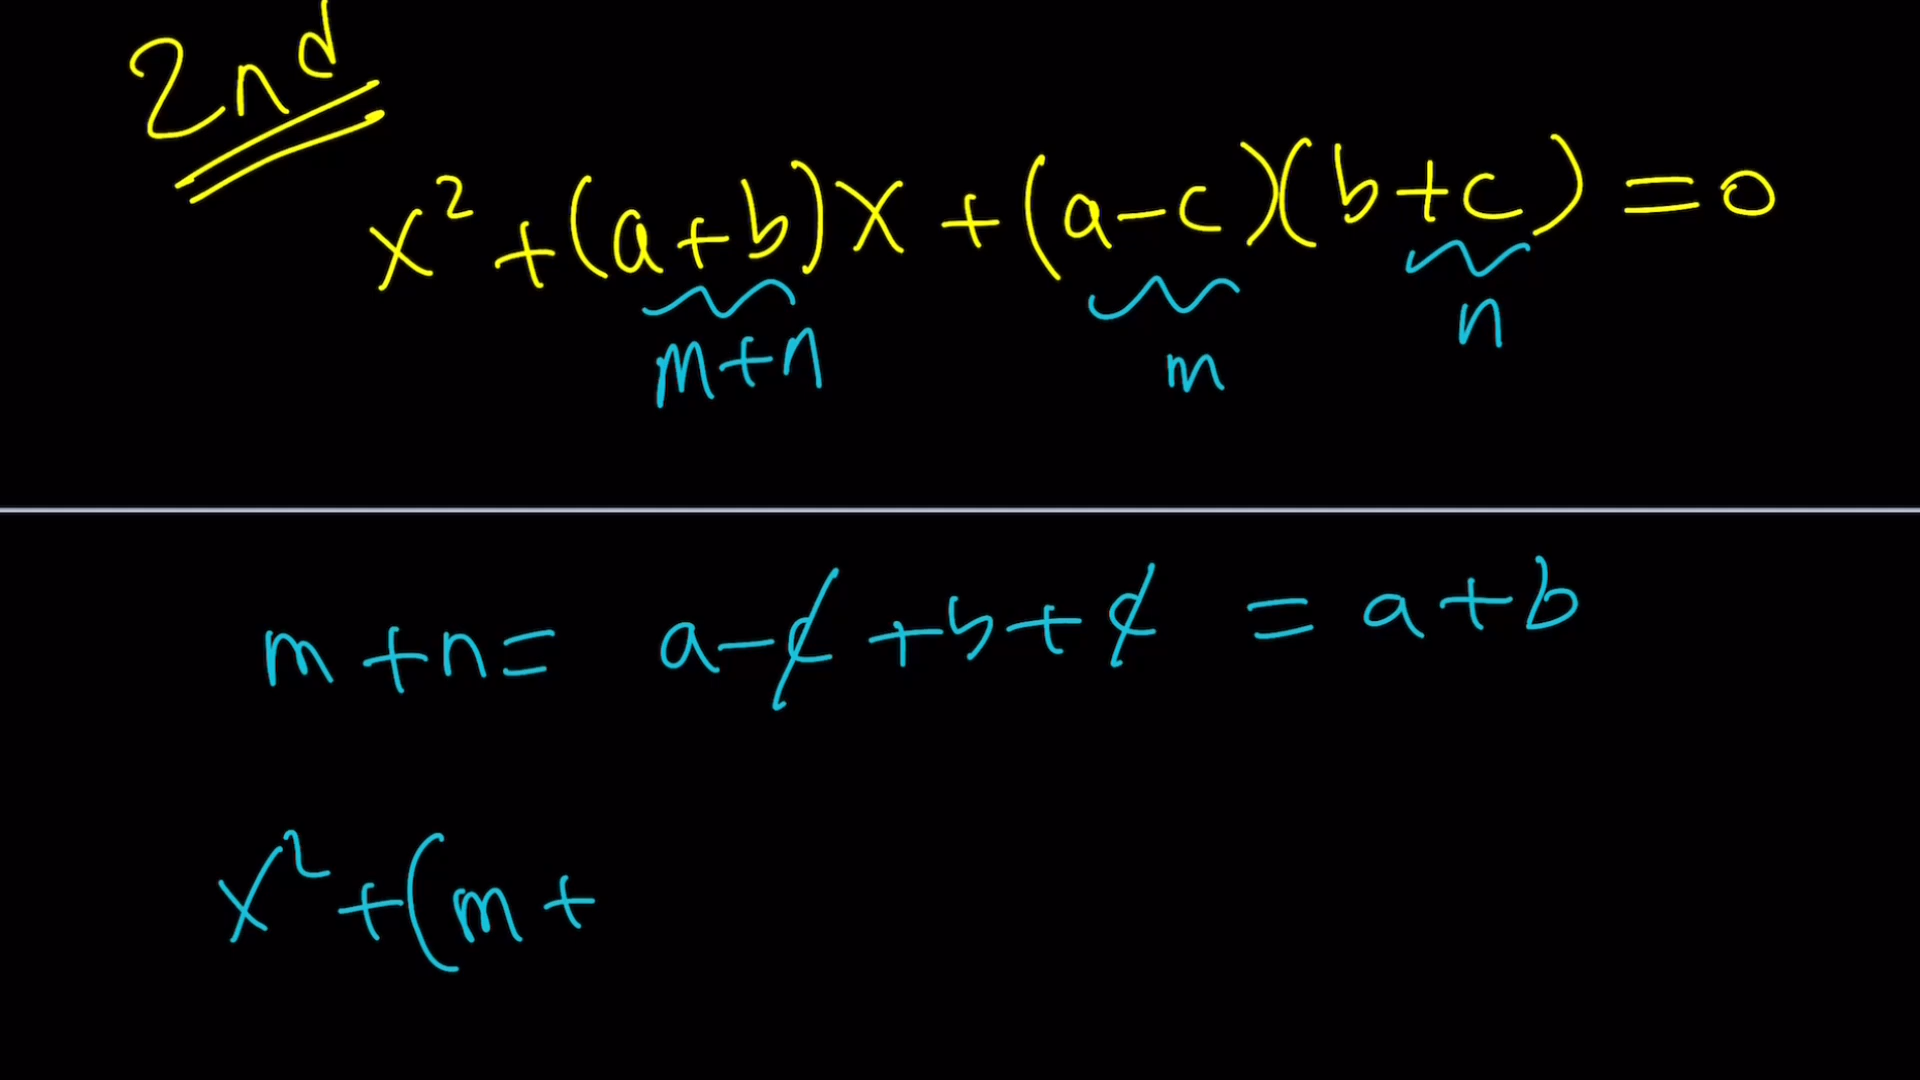 2nd
x² + (a+b)x + (a-c)(b+c) = 0
m+n m n
m+n = a-c+b+c = a+b
x² + (m +